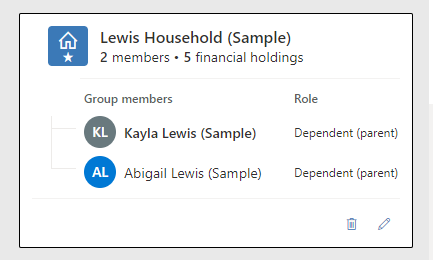 Lewis Household (Sample)
2 members • 5 financial holdings
Group members Role
KL Kayla Lewis (Sample) Dependent (parent)
AL Abigail Lewis (Sample) Dependent (parent)